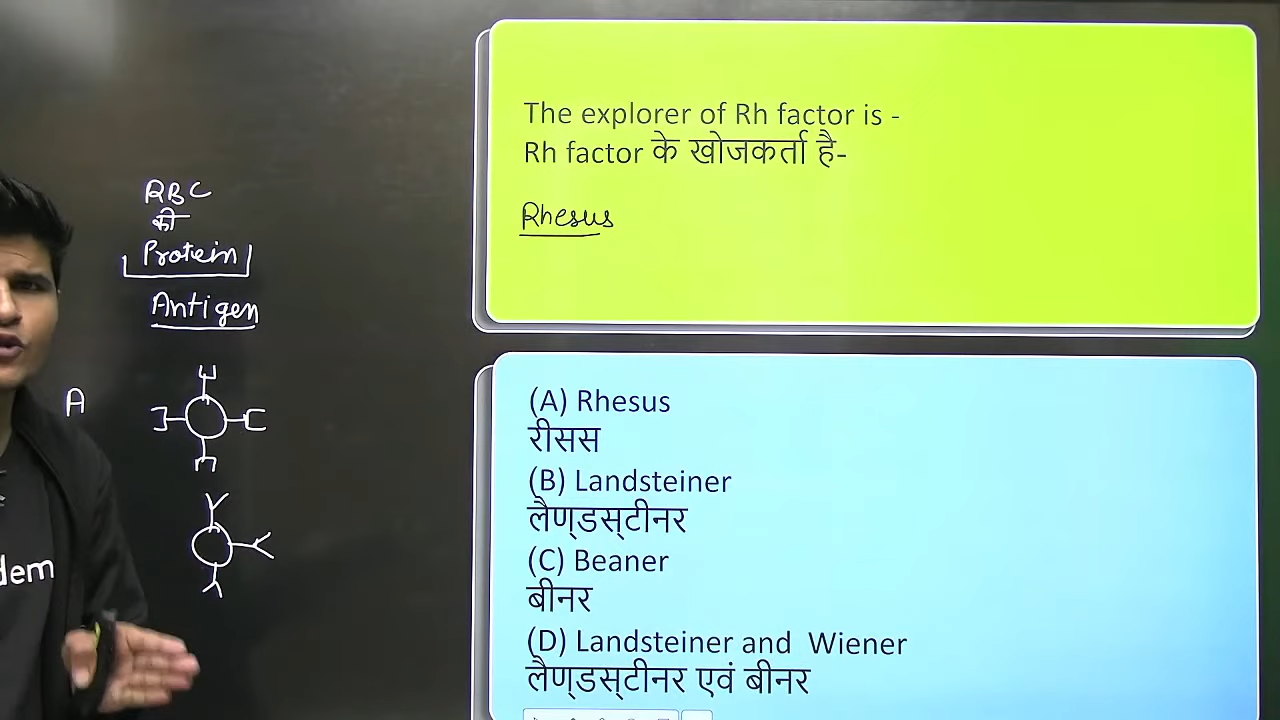 The explorer of Rh factor is -
Rh factor के खोजकर्ता है-
Rhesus
RBC
की
Protein
Antigen
A
(A) Rhesus
रीसस
(B) Landsteiner
लैण्डस्टीनर
(C) Beaner
बीनर
(D) Landsteiner and Wiener
लैण्डस्टीनर एवं बीनर
dem